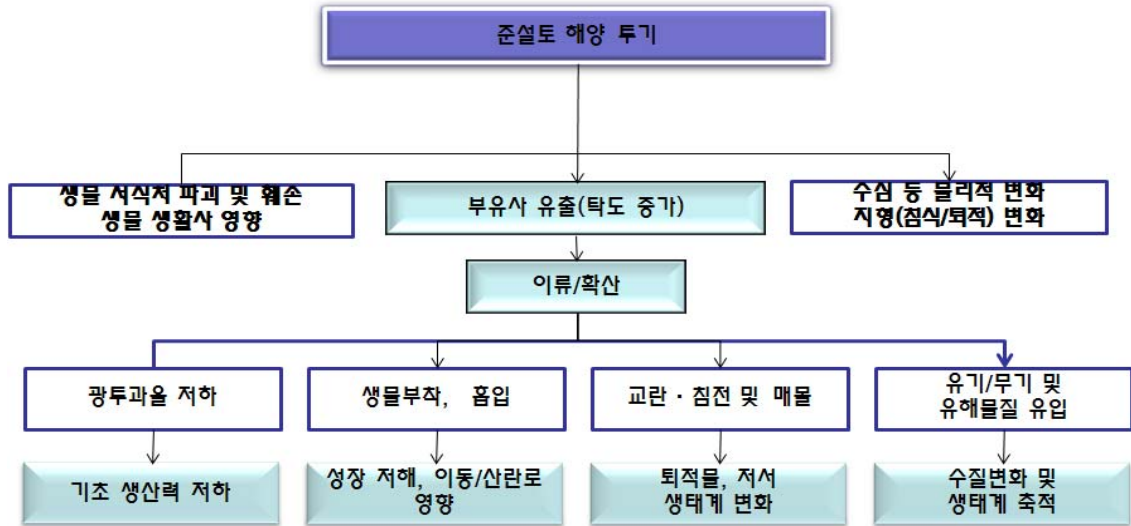 준설토 해양 투기
생물 서식처 파괴 및 훼손
생물 생활사 영향
부유사 유출(탁도 증가)
수심 등 물리적 변화
지형(침식/퇴적) 변화
이류/확산
광투과율 저하
생물부착, 흡입
교란·침전 및 매몰
유기/무기 및
유해물질 유입
기초 생산력 저하
성장 저해, 이동/산란로
영향
퇴적물, 저서
생태계 변화
수질변화 및
생태계 축적